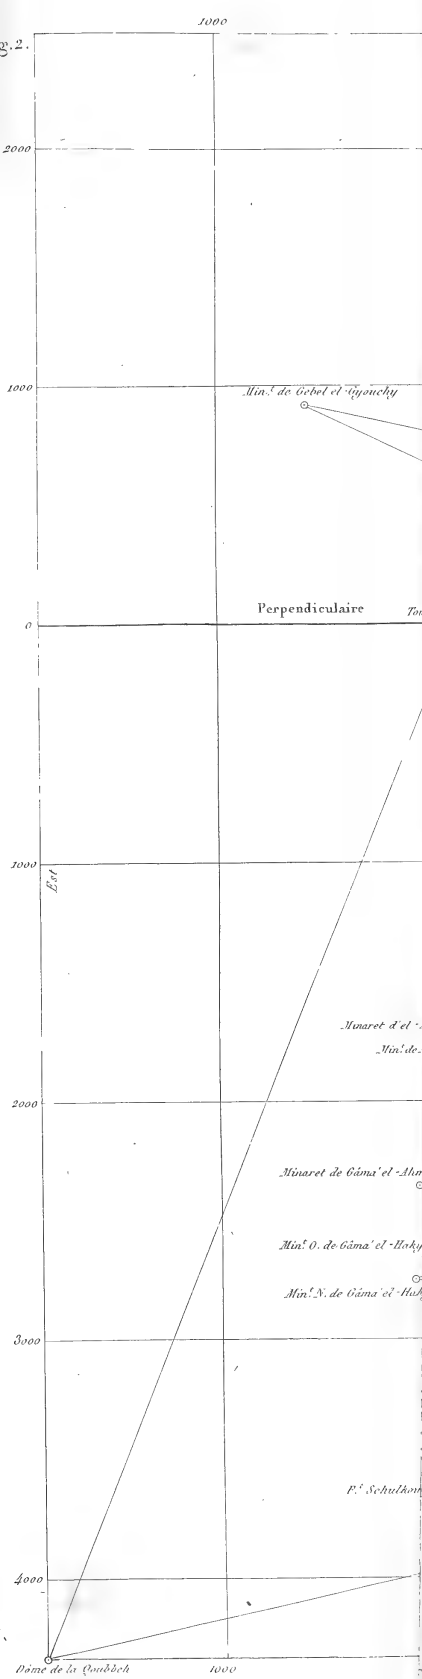 1000
g.2.
2000
1000
Min.t de Gebel el-Gyouchy
Perpendiculaire
0
1000
Est
Minaret d'el-
Min.t de
2000
Minaret de Gâma' el-Ahm
Min.t O. de Gâma' el-Haky
Min.t N. de Gâma' el-Hak
3000
F.t Schulkow
4000
Dôme de la Qoubbeh
1000